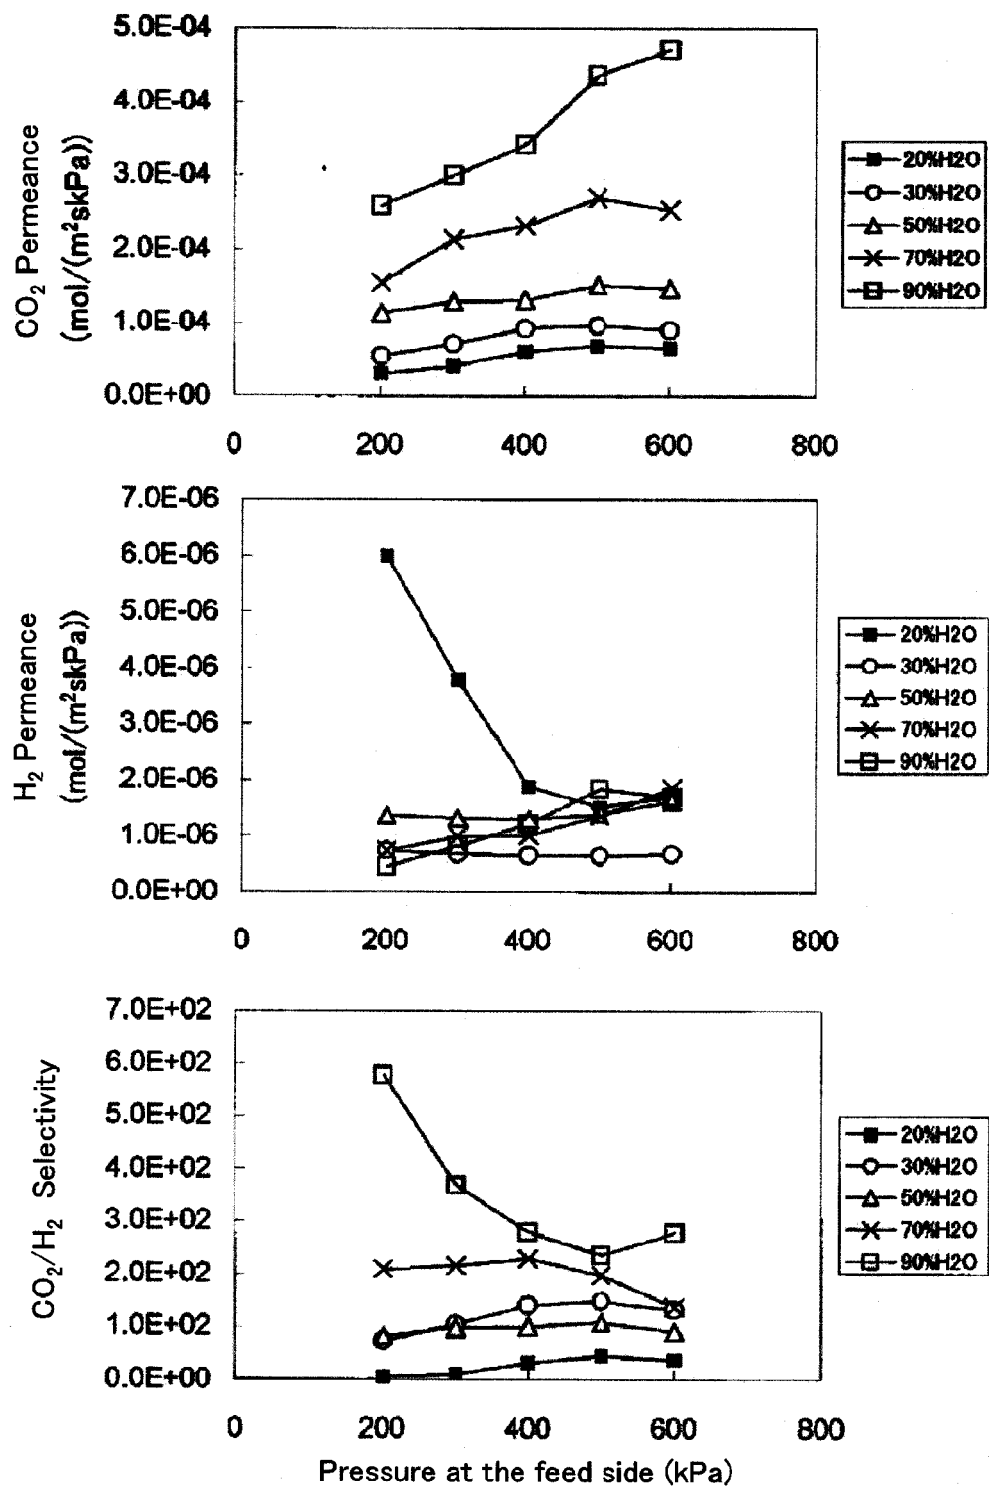 5.0E-04
4.0E-04
3.0E-04
2.0E-04
1.0E-04
0.0E+00
CO2 Permeance
(mol/(m2skPa))
0 200 400 600 800
20%H2O
30%H2O
50%H2O
70%H2O
90%H2O
7.0E-06
6.0E-06
5.0E-06
4.0E-06
3.0E-06
2.0E-06
1.0E-06
0.0E+00
H2 Permeance
(mol/(m2skPa))
0 200 400 600 800
20%H2O
30%H2O
50%H2O
70%H2O
90%H2O
7.0E+02
6.0E+02
5.0E+02
4.0E+02
3.0E+02
2.0E+02
1.0E+02
0.0E+00
CO2/H2 Selectivity
0 200 400 600 800
20%H2O
30%H2O
50%H2O
70%H2O
90%H2O
Pressure at the feed side (kPa)